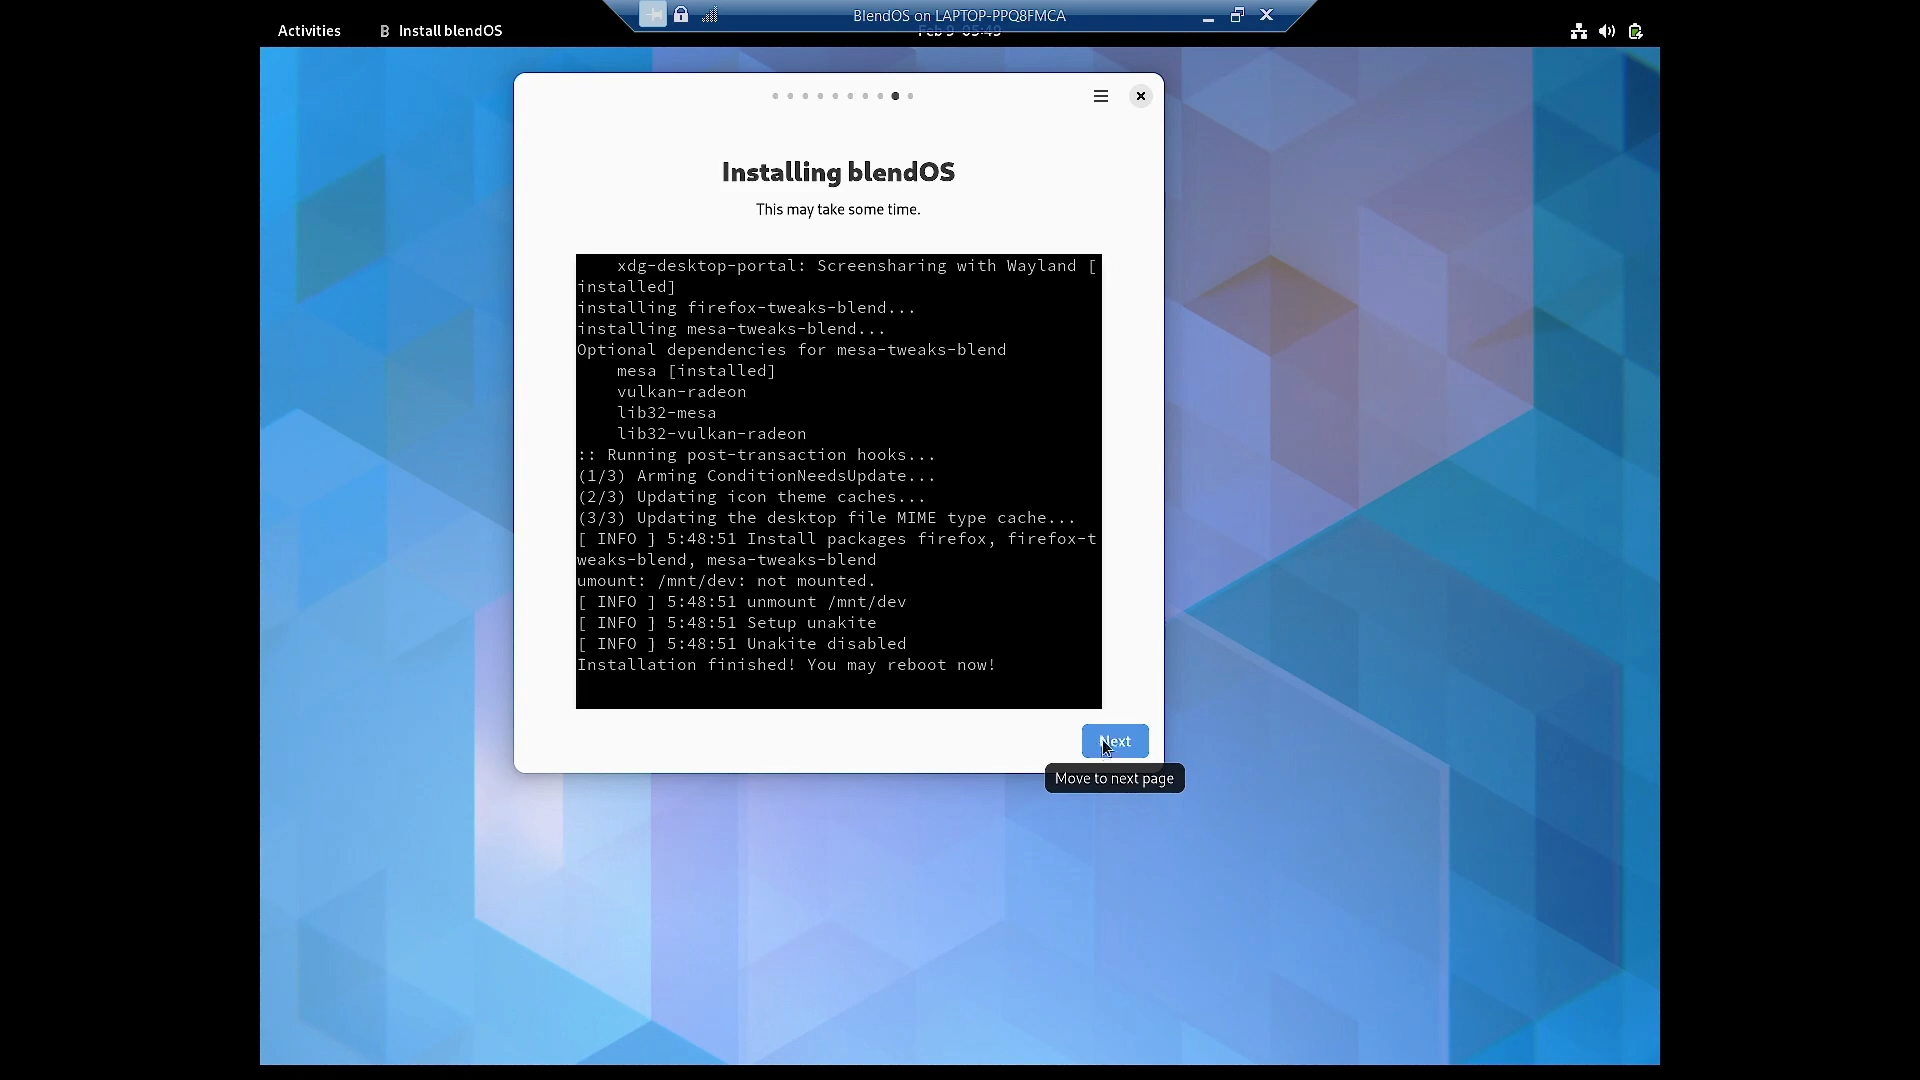 BlendOS on LAPTOP-PPQ8FMCA
Activities
B Install blendOS
Feb 9 05:49
Installing blendOS
This may take some time.
xdg-desktop-portal: Screensharing with Wayland [
installed]
installing firefox-tweaks-blend...
installing mesa-tweaks-blend...
Optional dependencies for mesa-tweaks-blend
mesa [installed]
vulkan-radeon
lib32-mesa
lib32-vulkan-radeon
:: Running post-transaction hooks...
(1/3) Arming ConditionNeedsUpdate...
(2/3) Updating icon theme caches...
(3/3) Updating the desktop file MIME type cache...
[ INFO ] 5:48:51 Install packages firefox, firefox-t
weaks-blend, mesa-tweaks-blend
umount: /mnt/dev: not mounted.
[ INFO ] 5:48:51 unmount /mnt/dev
[ INFO ] 5:48:51 Setup unakite
[ INFO ] 5:48:51 Unakite disabled
Installation finished! You may reboot now!
Next
Move to next page